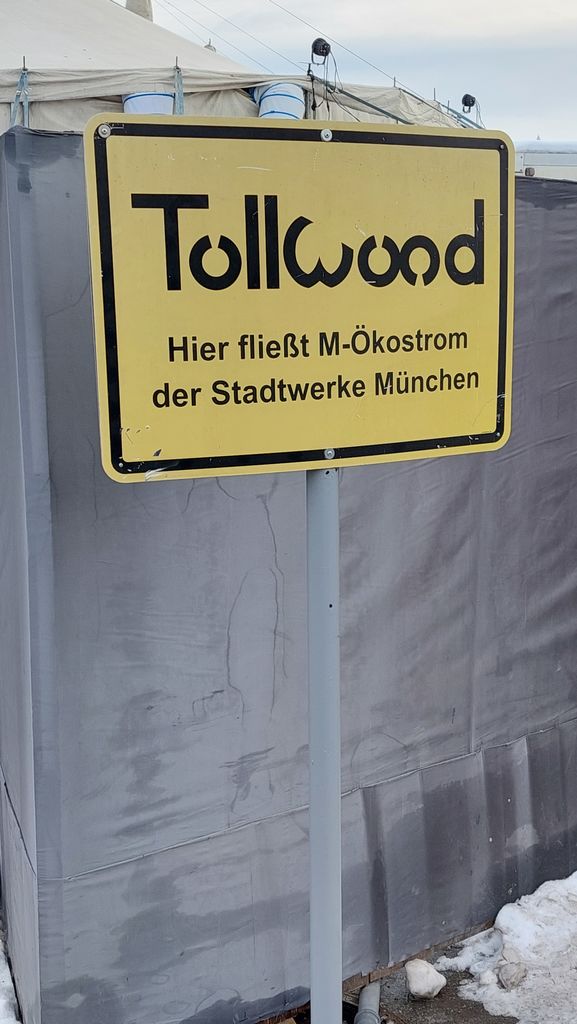 Tollwood
Hier fließt M-Ökostrom
der Stadtwerke München